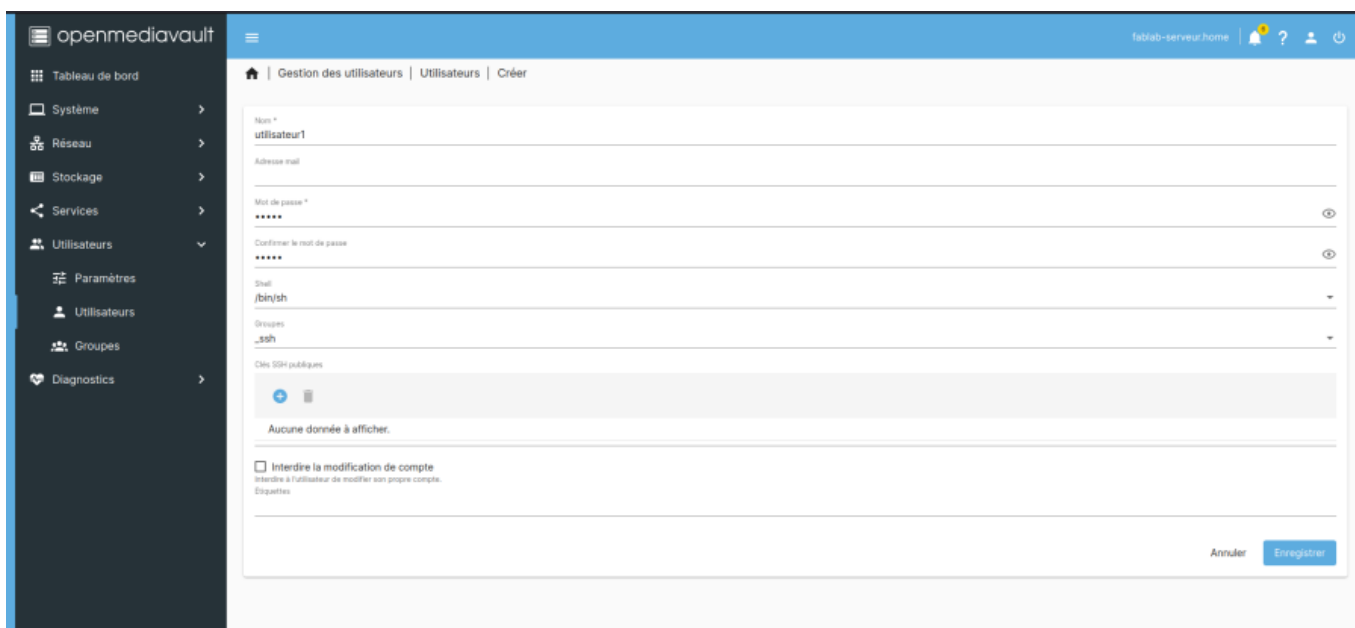 openmediavault
fablab-serveur.home | ?
Tableau de bord
Système
Réseau
Stockage
Services
Utilisateurs
Paramètres
Utilisateurs
Groupes
Diagnostics
| Gestion des utilisateurs | Utilisateurs | Créer
Nom *
utilisateur1
Adresse mail
Mot de passe *
•••••
Confirmer le mot de passe
•••••
Shell
/bin/sh
Groupes
_ssh
Clés SSH publiques
Aucune donnée à afficher.
Interdire la modification de compte
Interdire à l'utilisateur de modifier son propre compte.
Étiquettes
Annuler
Enregistrer